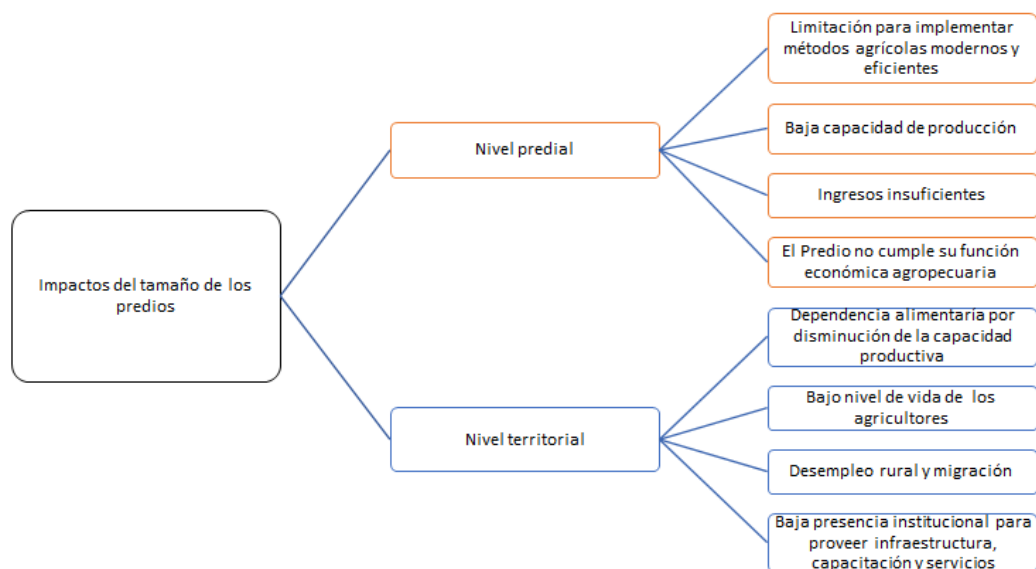 Impactos del tamaño de los
predios
Nivel predial
Limitación para implementar
métodos agrícolas modernos y
eficientes
Baja capacidad de producción
Ingresos insuficientes
El Predio no cumple su función
económica agropecuaria
Nivel territorial
Dependencia alimentaria por
disminución de la capacidad
productiva
Bajo nivel de vida de los
agricultores
Desempleo rural y migración
Baja presencia institucional para
proveer infraestructura,
capacitación y servicios